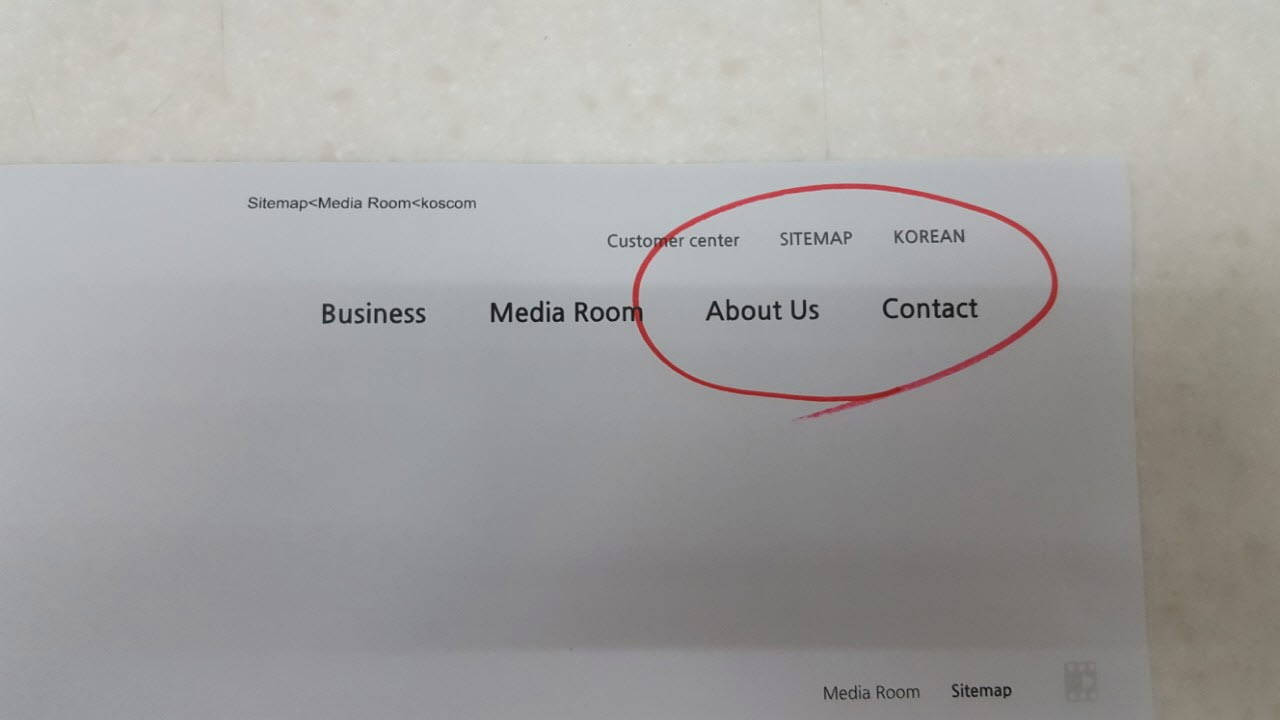 Sitemap<Media Room<koscom
Customer center SITEMAP KOREAN
Business Media Room About Us Contact
Media Room Sitemap